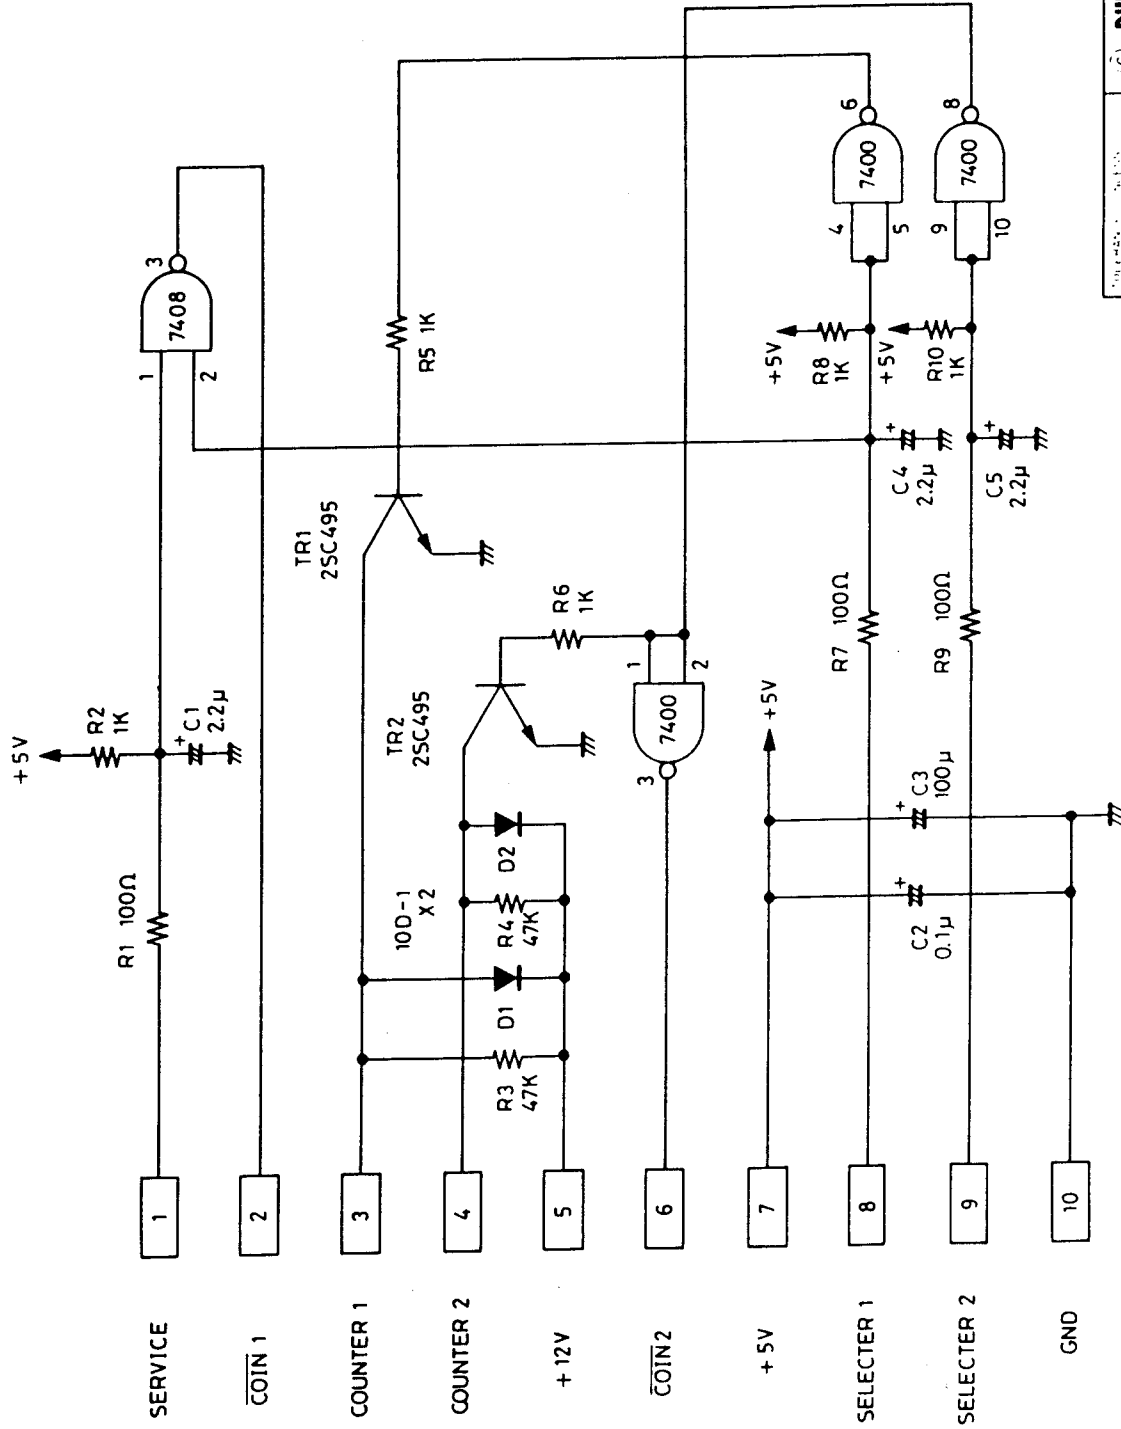 SERVICE
COIN 1
COUNTER 1
COUNTER 2
+12V
COIN 2
+5V
SELECTER 1
SELECTER 2
GND
1
2
3
4
5
6
7
8
9
10
R1 100Ω
+5V
R2
1K
+
C1
2.2µ
1
2
7408
3
R3
47K
D1
R4
47K
D2
10D-1
X2
TR2
2SC495
TR1
2SC495
R5 1K
R6
1K
1
2
7400
3
+5V
C2
0.1µ
+
C3
100µ
+
R7 100Ω
R9 100Ω
C4
2.2µ
+
C5
2.2µ
+
+5V
R8
1K
+5V
R10
1K
4
5
7400
6
9
10
7400
8